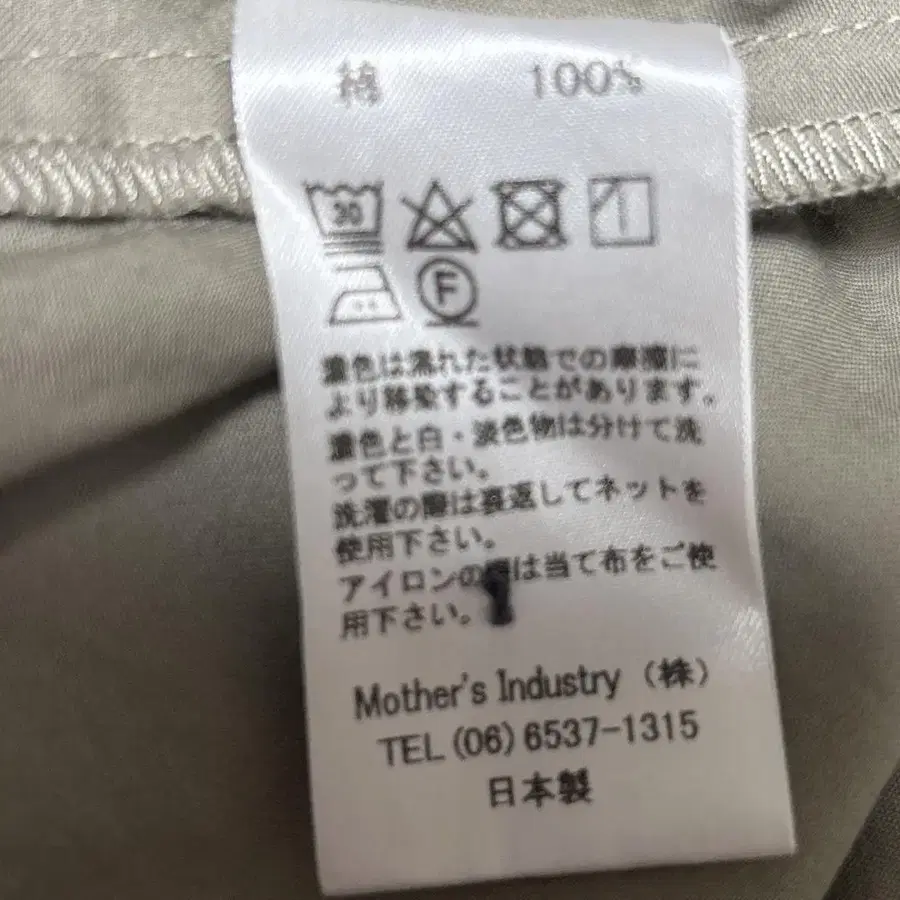 綿 100%
30
F
濃色は濡れた状態での摩擦に
より移染することがあります。
濃色と白・淡色物は分けて洗
って下さい。
洗濯の際は裏返してネットを
使用下さい。
アイロンの際は当て布をご使
用下さい。
Mother's Industry (株)
TEL(06)6537-1315
日本製